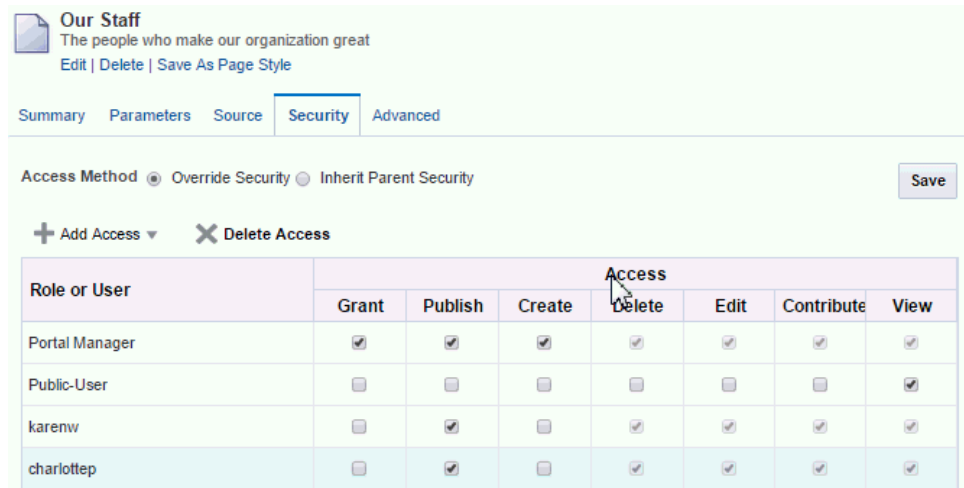 Our Staff
The people who make our organization great
Edit | Delete | Save As Page Style
Summary Parameters Source Security Advanced
Access Method Override Security Inherit Parent Security Save
Add Access Delete Access
Role or User Access
Grant Publish Create Delete Edit Contribute View
Portal Manager
Public-User
karenw
charlottep